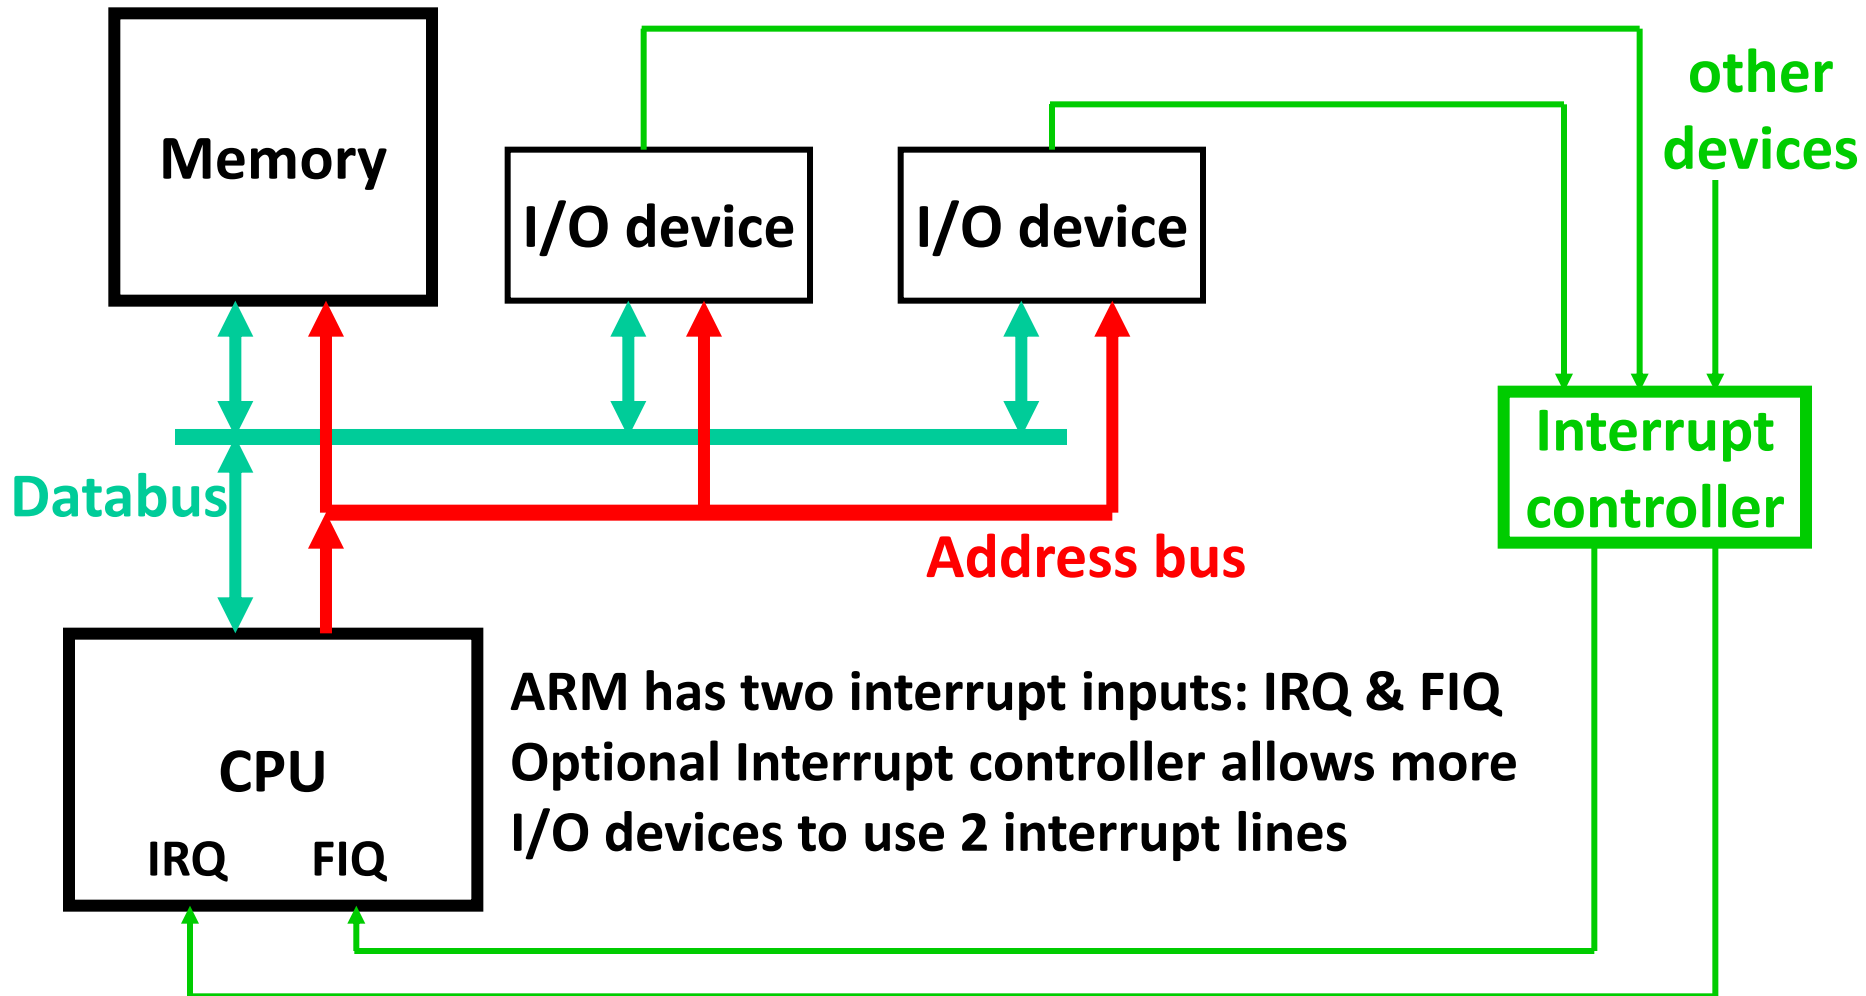 other
devices
Memory
I/O device
I/O device
Interrupt
controller
Databus
Address bus
ARM has two interrupt inputs: IRQ & FIQ
Optional Interrupt controller allows more
I/O devices to use 2 interrupt lines
CPU
IRQ
FIQ